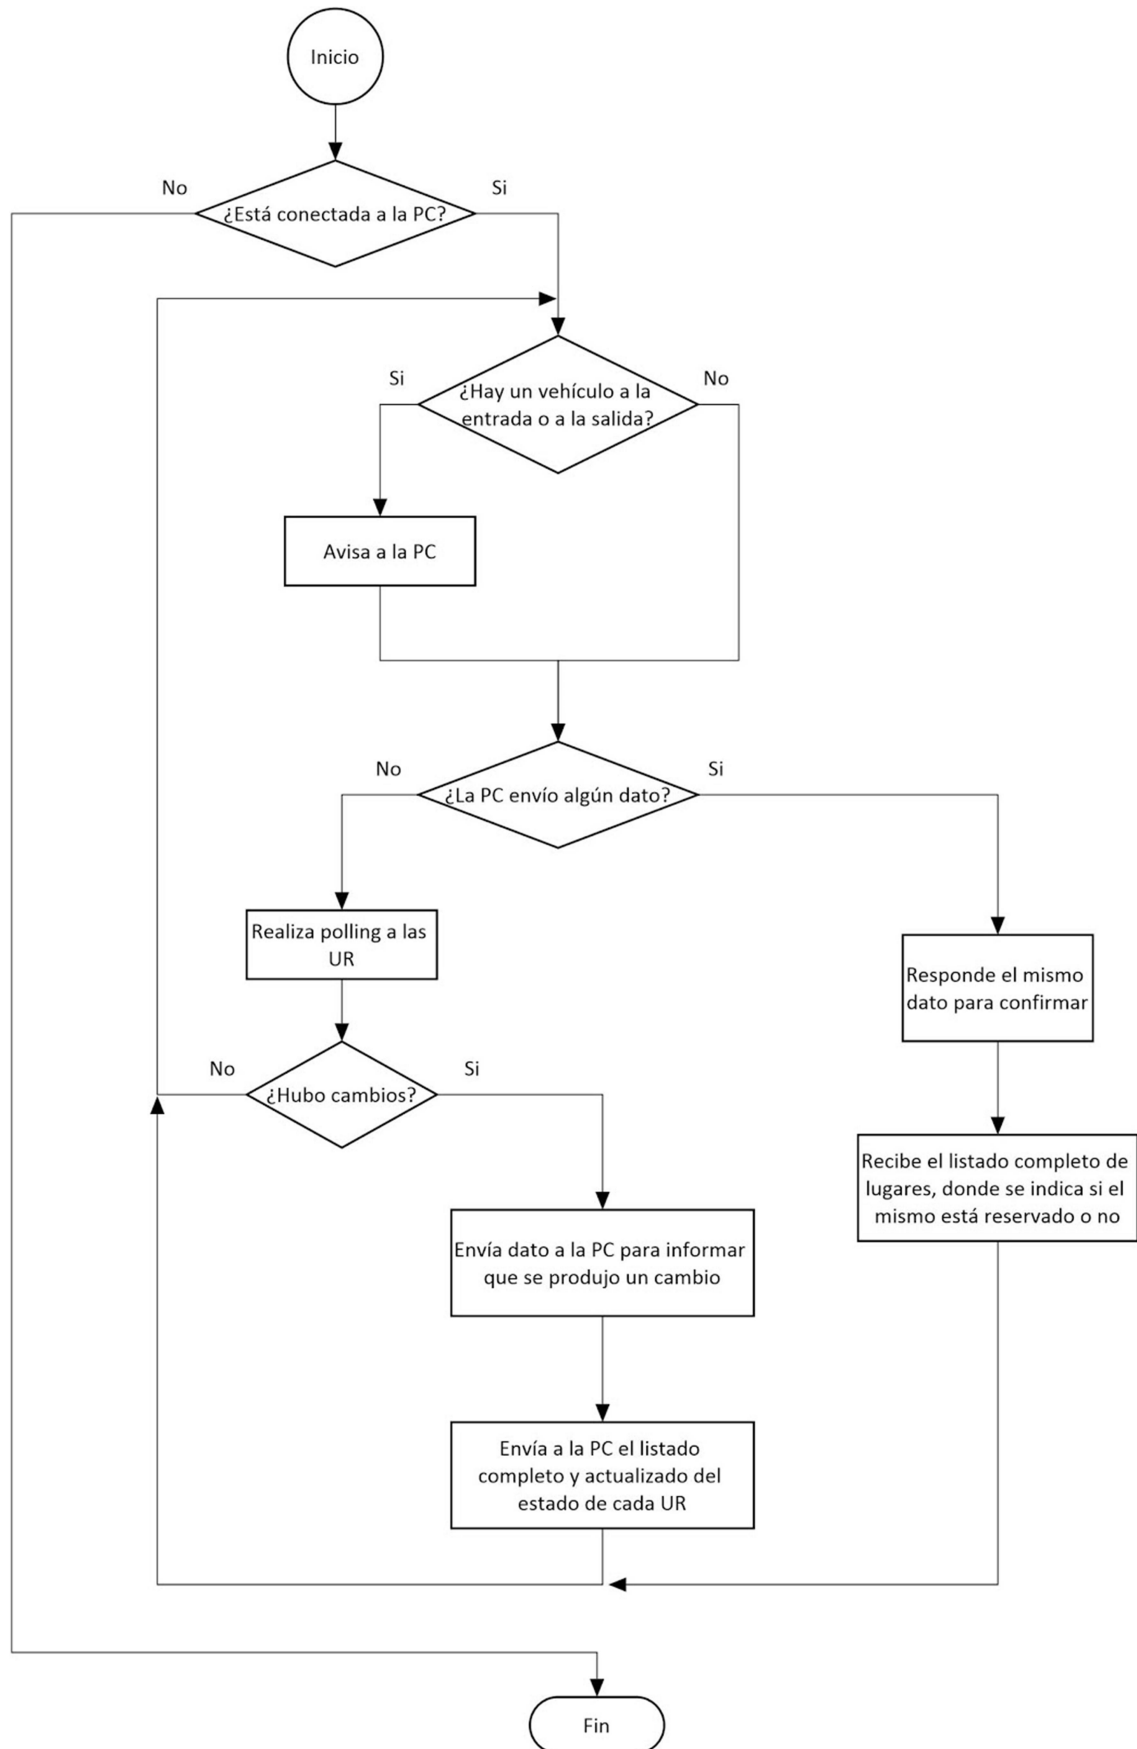 Inicio
No
Si
¿Está conectada a la PC?
Si
No
¿Hay un vehículo a la
entrada o a la salida?
Avisa a la PC
No
Si
¿La PC envío algún dato?
Realiza polling a las
UR
Responde el mismo
dato para confirmar
No
Si
¿Hubo cambios?
Recibe el listado completo de
lugares, donde se indica si el
mismo está reservado o no
Envía dato a la PC para informar
que se produjo un cambio
Envía a la PC el listado
completo y actualizado del
estado de cada UR
Fin